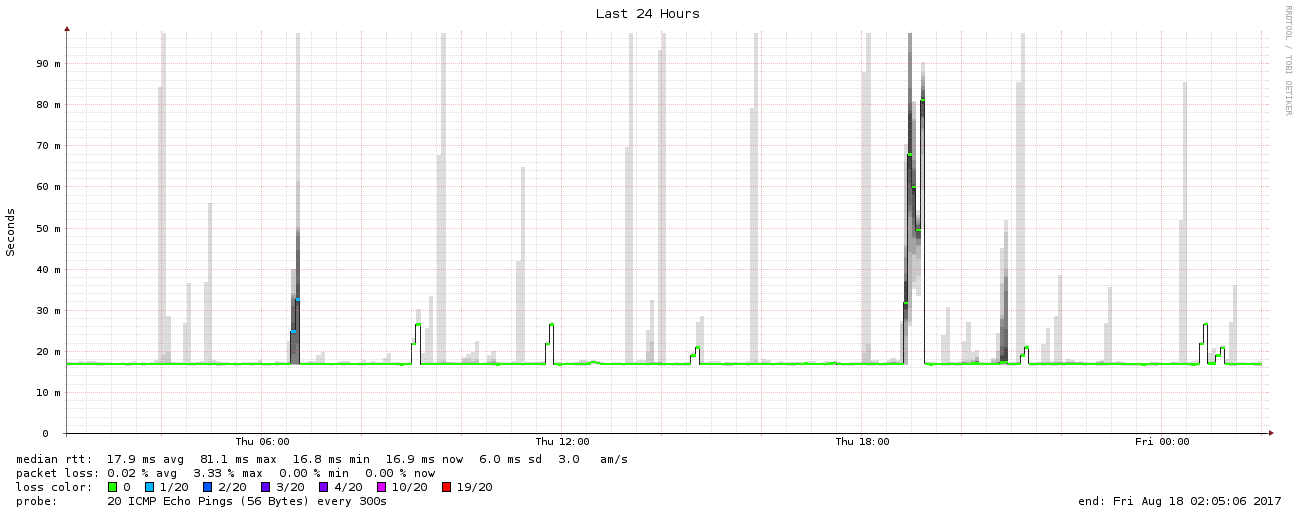 Last 24 Hours
RRDTOOL / TOBI OETIKER
Seconds
90 m
80 m
70 m
60 m
50 m
40 m
30 m
20 m
10 m
0
Thu 06:00 Thu 12:00 Thu 18:00 Fri 00:00
median rtt: 17.9 ms avg 81.1 ms max 16.8 ms min 16.9 ms now 6.0 ms sd 3.0 am/s
packet loss: 0.02 % avg 3.33 % max 0.00 % min 0.00 % now
loss color: 0 1/20 2/20 3/20 4/20 10/20 19/20
probe: 20 ICMP Echo Pings (56 Bytes) every 300s end: Fri Aug 18 02:05:06 2017